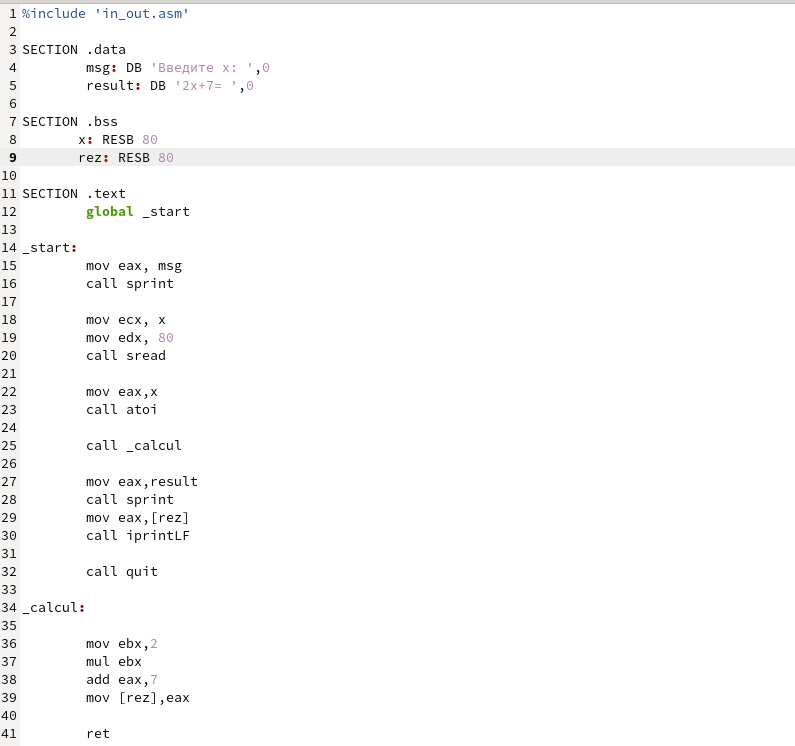 1 %include 'in_out.asm'
2
3 SECTION .data
4         msg: DB 'Введите x: ',0
5         result: DB '2x+7= ',0
6
7 SECTION .bss
8        x: RESB 80
9        rez: RESB 80
10
11 SECTION .text
12         global _start
13
14 _start:
15         mov eax, msg
16         call sprint
17
18         mov ecx, x
19         mov edx, 80
20         call sread
21
22         mov eax,x
23         call atoi
24
25         call _calcul
26
27         mov eax,result
28         call sprint
29         mov eax,[rez]
30         call iprintLF
31
32         call quit
33
34 _calcul:
35
36         mov ebx,2
37         mul ebx
38         add eax,7
39         mov [rez],eax
40
41         ret